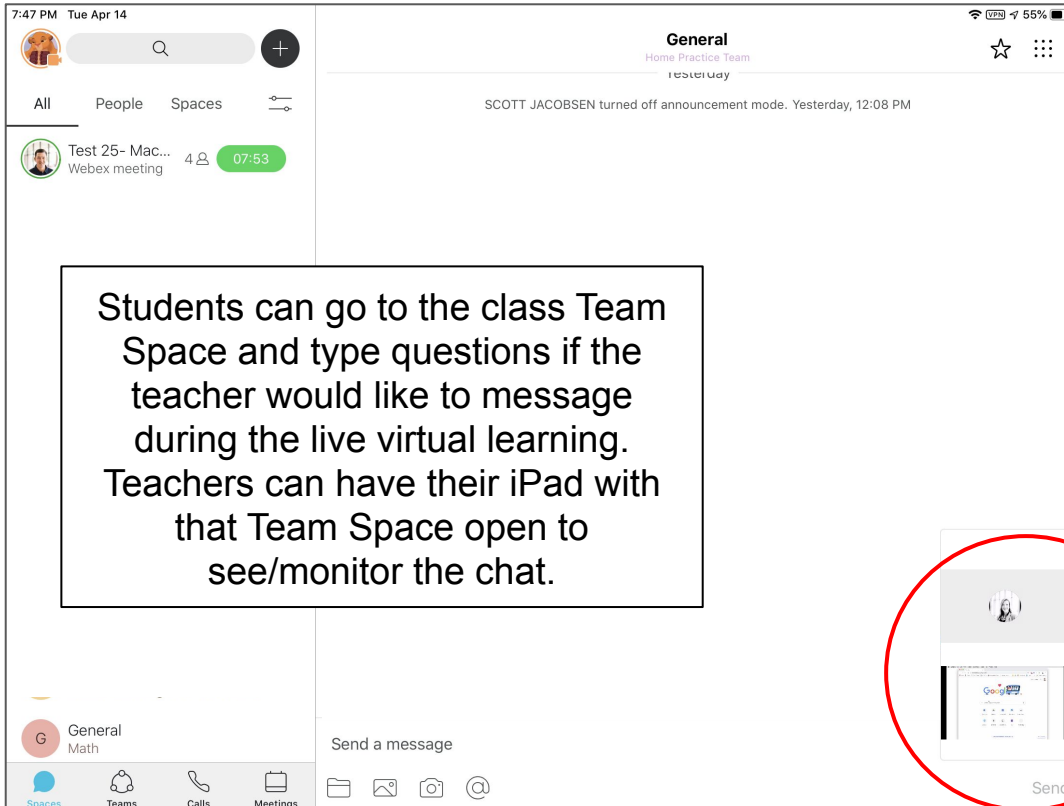 7:47 PM Tue Apr 14
VPN 55%
General
Home Practice Team
Yesterday
All People Spaces
SCOTT JACOBSEN turned off announcement mode. Yesterday, 12:08 PM
Test 25- Mac...
4
07:53
Webex meeting
Students can go to the class Team
Space and type questions if the
teacher would like to message
during the live virtual learning.
Teachers can have their iPad with
that Team Space open to
see/monitor the chat.
G
General
Math
Send a message
Spaces Teams Calls Meetings
Send